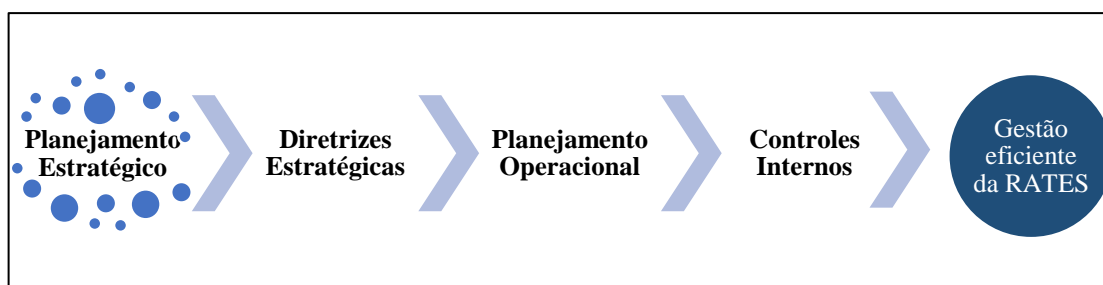 Planejamento
Estratégico
Diretrizes
Estratégicas
Planejamento
Operacional
Controles
Internos
Gestão
eficiente
da RATES